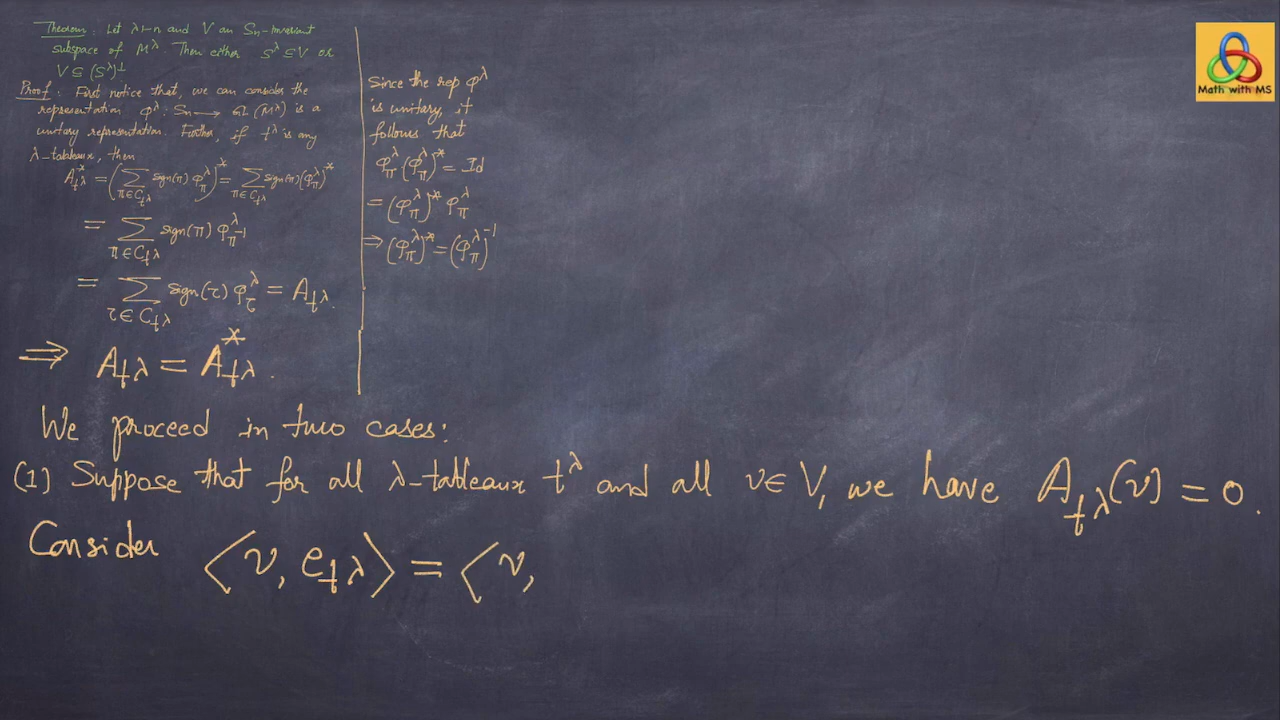 Theorem: Let λ⊢n and V an Sn-invariant
subspace of M^λ. Then either S^λ ⊆ V or
V ⊆ (S^λ)^⊥.
Proof: First notice that, we can consider the
representation φ^λ: Sn → GL(M^λ) is a
unitary representation. Further, if t^λ is any
λ-tableaux, then
A*_{t^λ} = (∑_{π∈C_{t^λ}} sign(π) φ^λ_π)* = ∑_{π∈C_{t^λ}} sign(π)(φ^λ_π)*
= ∑_{π∈C_{t^λ}} sign(π) φ^λ_{π^{-1}}
= ∑_{τ∈C_{t^λ}} sign(τ) φ^λ_τ = A_{t^λ}.
⟹ A_{t^λ} = A*_{t^λ}.
Since the rep φ^λ
is unitary, it
follows that
φ^λ_π (φ^λ_π)* = Id
= (φ^λ_π)* φ^λ_π
⇒ (φ^λ_π)* = (φ^λ_π)^{-1}
We proceed in two cases:
(1) Suppose that for all λ-tableaux t^λ and all v∈V, we have A_{t^λ}(v) = 0.
Consider ⟨v, e_{t^λ}⟩ = ⟨v,
Math with MS